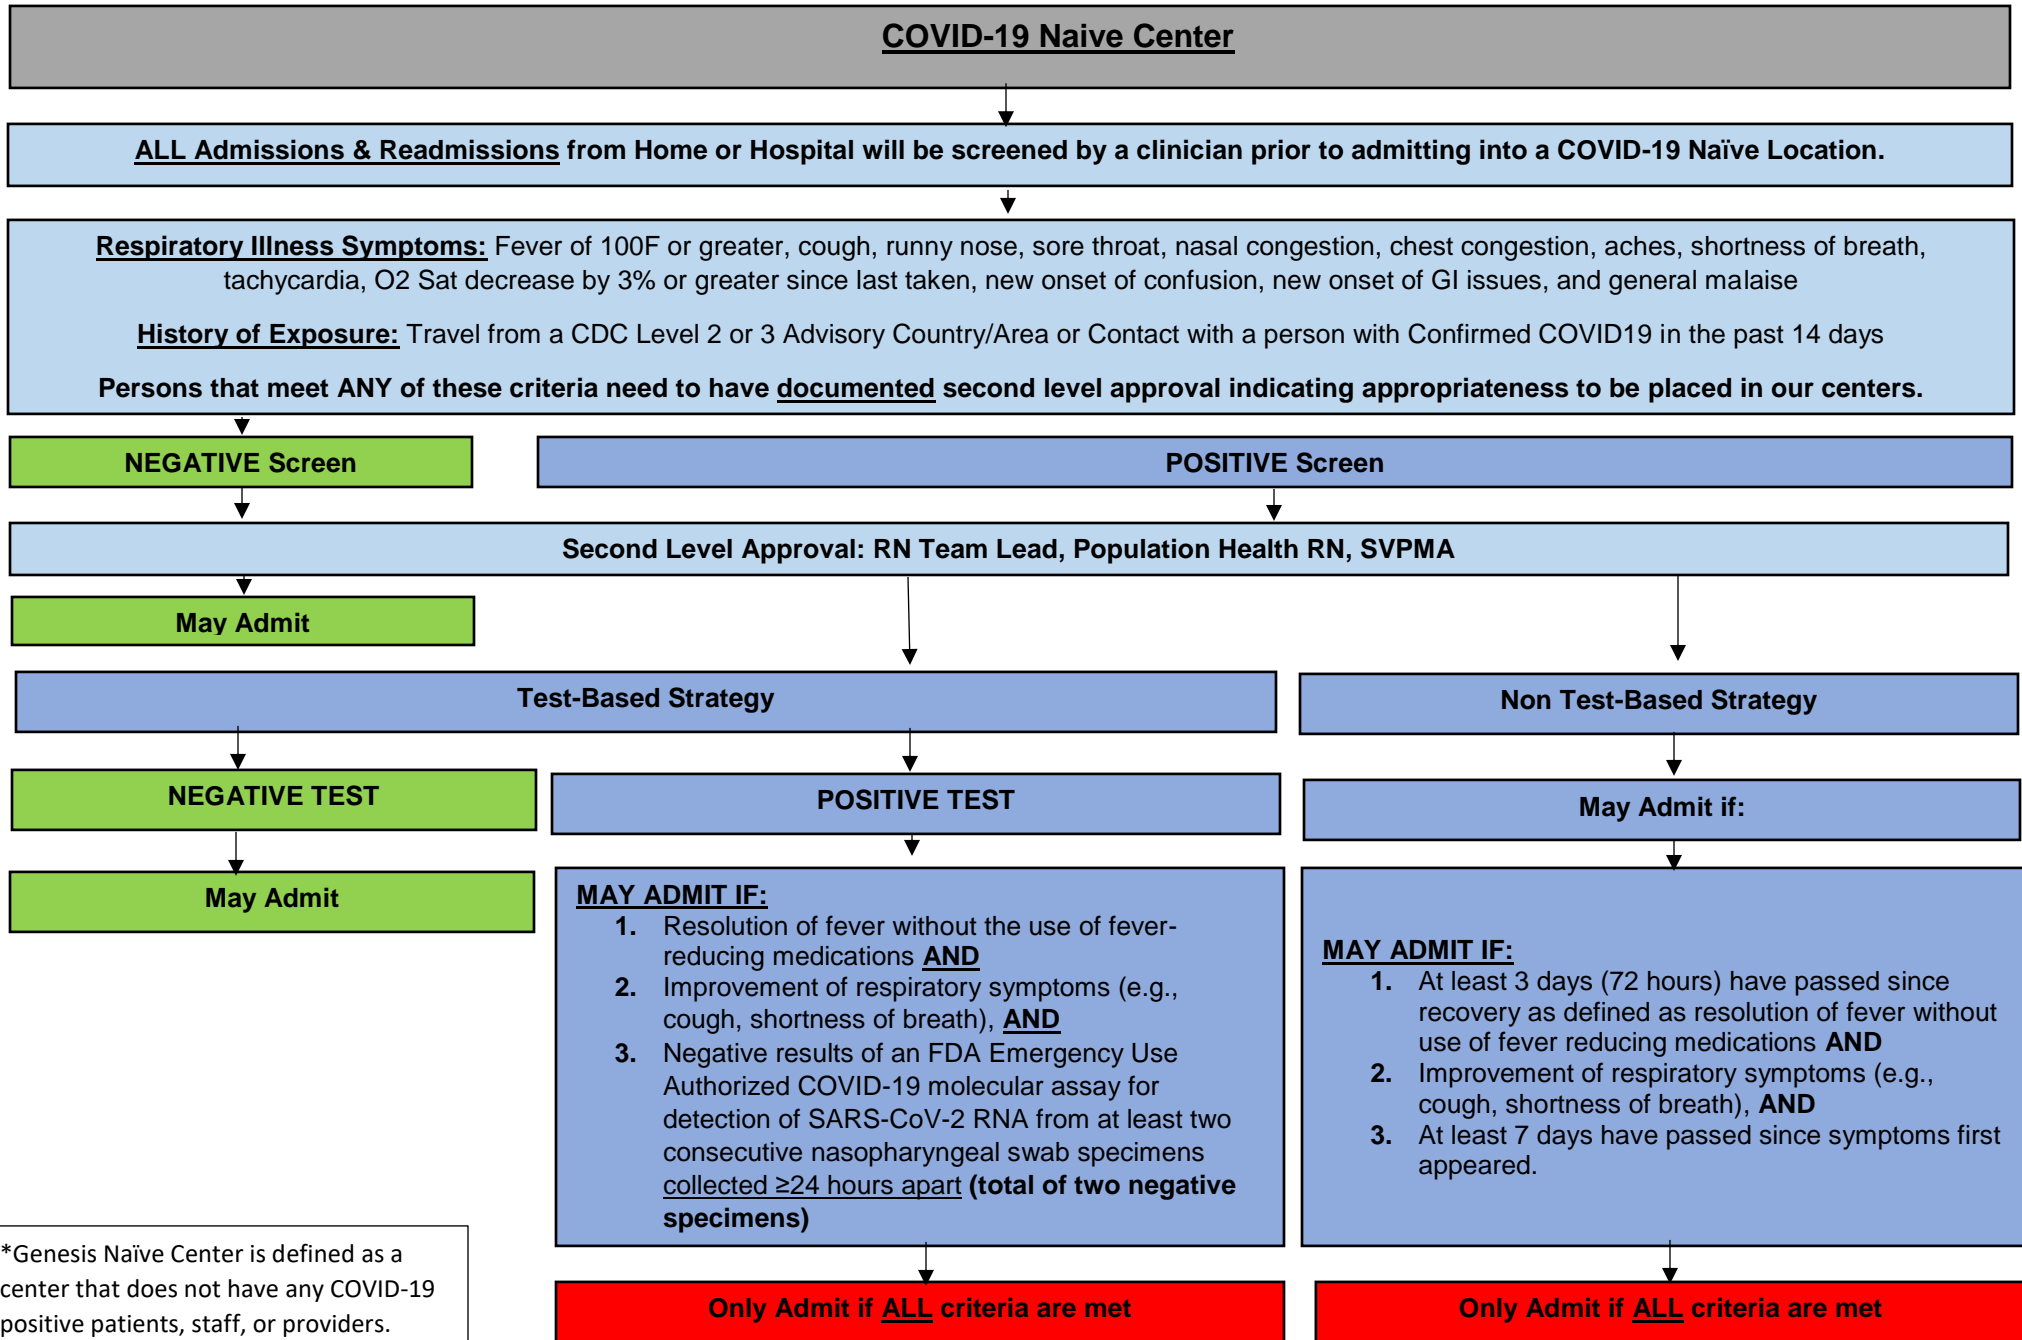 COVID-19 Naive Center
ALL Admissions & Readmissions from Home or Hospital will be screened by a clinician prior to admitting into a COVID-19 Naïve Location.
Respiratory Illness Symptoms: Fever of 100F or greater, cough, runny nose, sore throat, nasal congestion, chest congestion, aches, shortness of breath,
tachycardia, O2 Sat decrease by 3% or greater since last taken, new onset of confusion, new onset of GI issues, and general malaise
History of Exposure: Travel from a CDC Level 2 or 3 Advisory Country/Area or Contact with a person with Confirmed COVID19 in the past 14 days
Persons that meet ANY of these criteria need to have documented second level approval indicating appropriateness to be placed in our centers.
NEGATIVE Screen
POSITIVE Screen
Second Level Approval: RN Team Lead, Population Health RN, SVPMA
May Admit
Test-Based Strategy
Non Test-Based Strategy
NEGATIVE TEST
POSITIVE TEST
May Admit if:
May Admit
MAY ADMIT IF:
1. Resolution of fever without the use of fever-
reducing medications AND
2. Improvement of respiratory symptoms (e.g.,
cough, shortness of breath), AND
3. Negative results of an FDA Emergency Use
Authorized COVID-19 molecular assay for
detection of SARS-CoV-2 RNA from at least two
consecutive nasopharyngeal swab specimens
collected ≥24 hours apart (total of two negative
specimens)
MAY ADMIT IF:
1. At least 3 days (72 hours) have passed since
recovery as defined as resolution of fever without
use of fever reducing medications AND
2. Improvement of respiratory symptoms (e.g.,
cough, shortness of breath), AND
3. At least 7 days have passed since symptoms first
appeared.
*Genesis Naïve Center is defined as a
center that does not have any COVID-19
positive patients, staff, or providers.
Only Admit if ALL criteria are met
Only Admit if ALL criteria are met